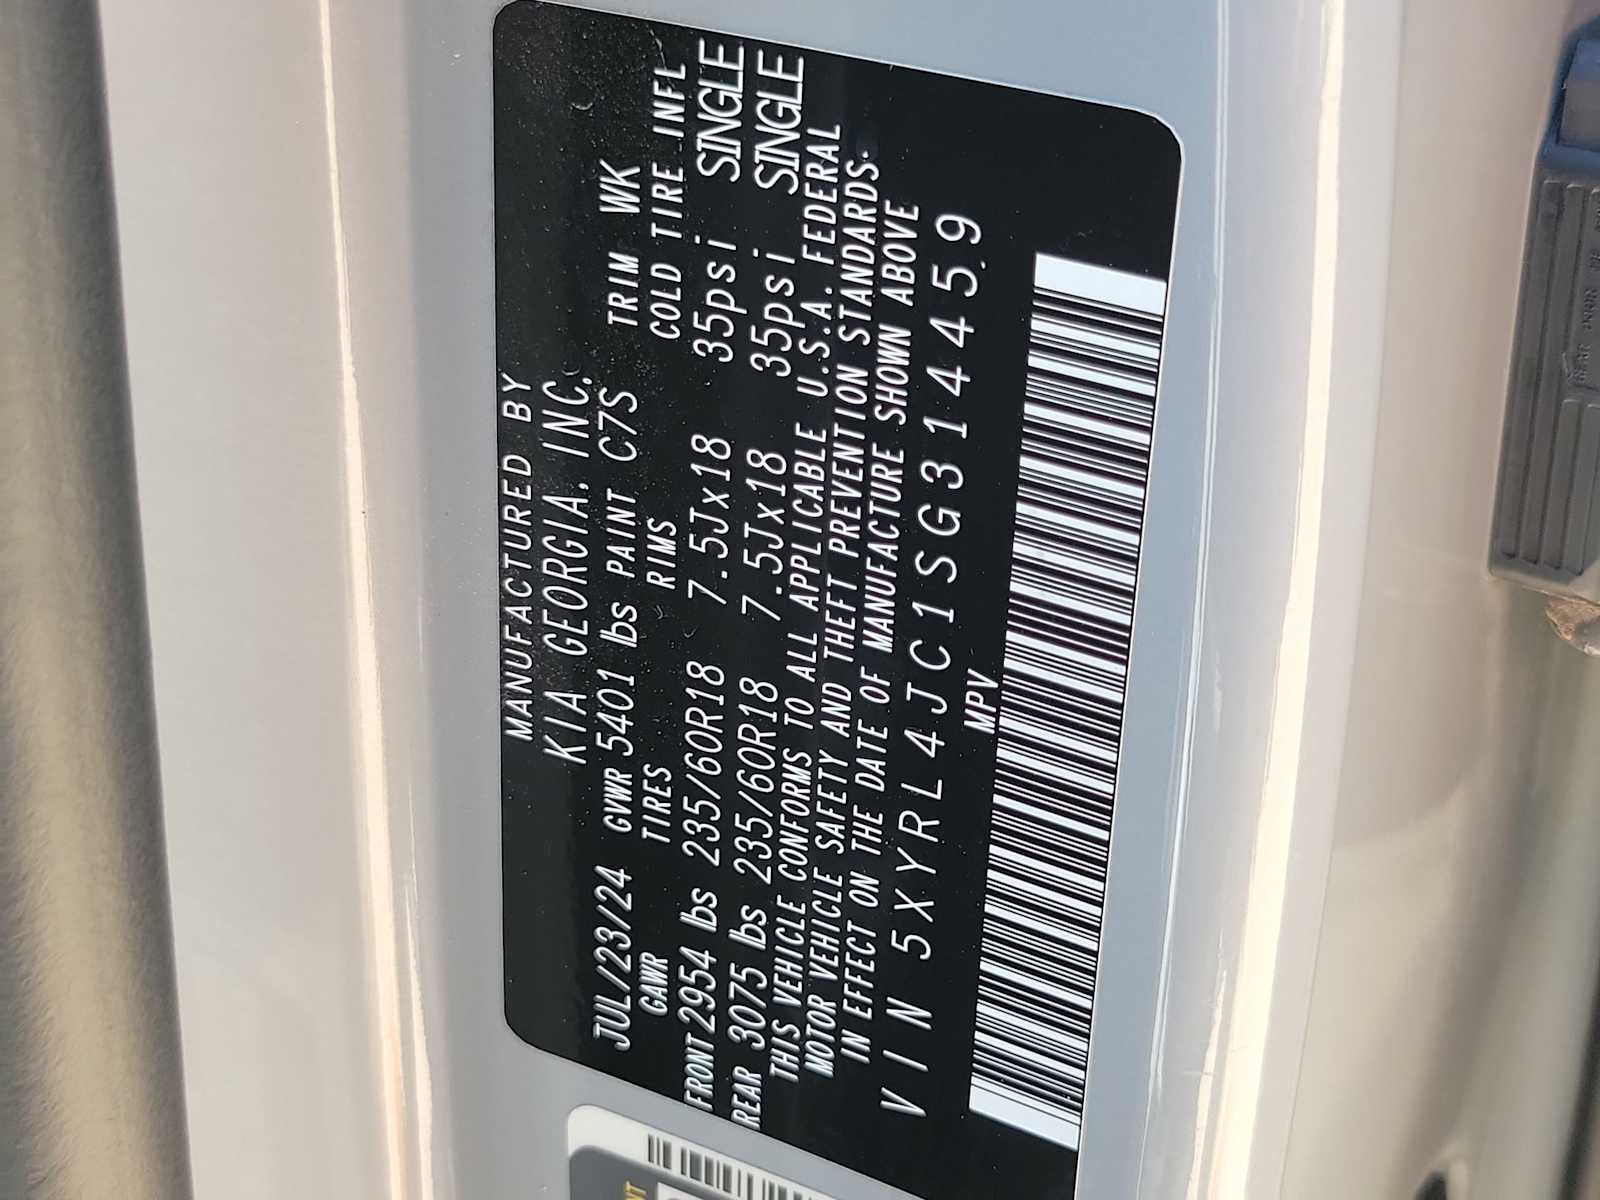 MANUFACTURED BY
KIA GEORGIA, INC.
JUL/23/24 GVWR 5401 lbs PAINT C7S TRIM WK
GAWR TIRES RIMS COLD TIRE INFL
FRONT 2954 lbs 235/60R18 7.5Jx18 35psi SINGLE
REAR 3075 lbs 235/60R18 7.5Jx18 35psi SINGLE
THIS VEHICLE CONFORMS TO ALL APPLICABLE U.S.A. FEDERAL
MOTOR VEHICLE SAFETY AND THEFT PREVENTION STANDARDS.
IN EFFECT ON THE DATE OF MANUFACTURE SHOWN ABOVE
VIN 5XYRL4JC1SG314459
MPV